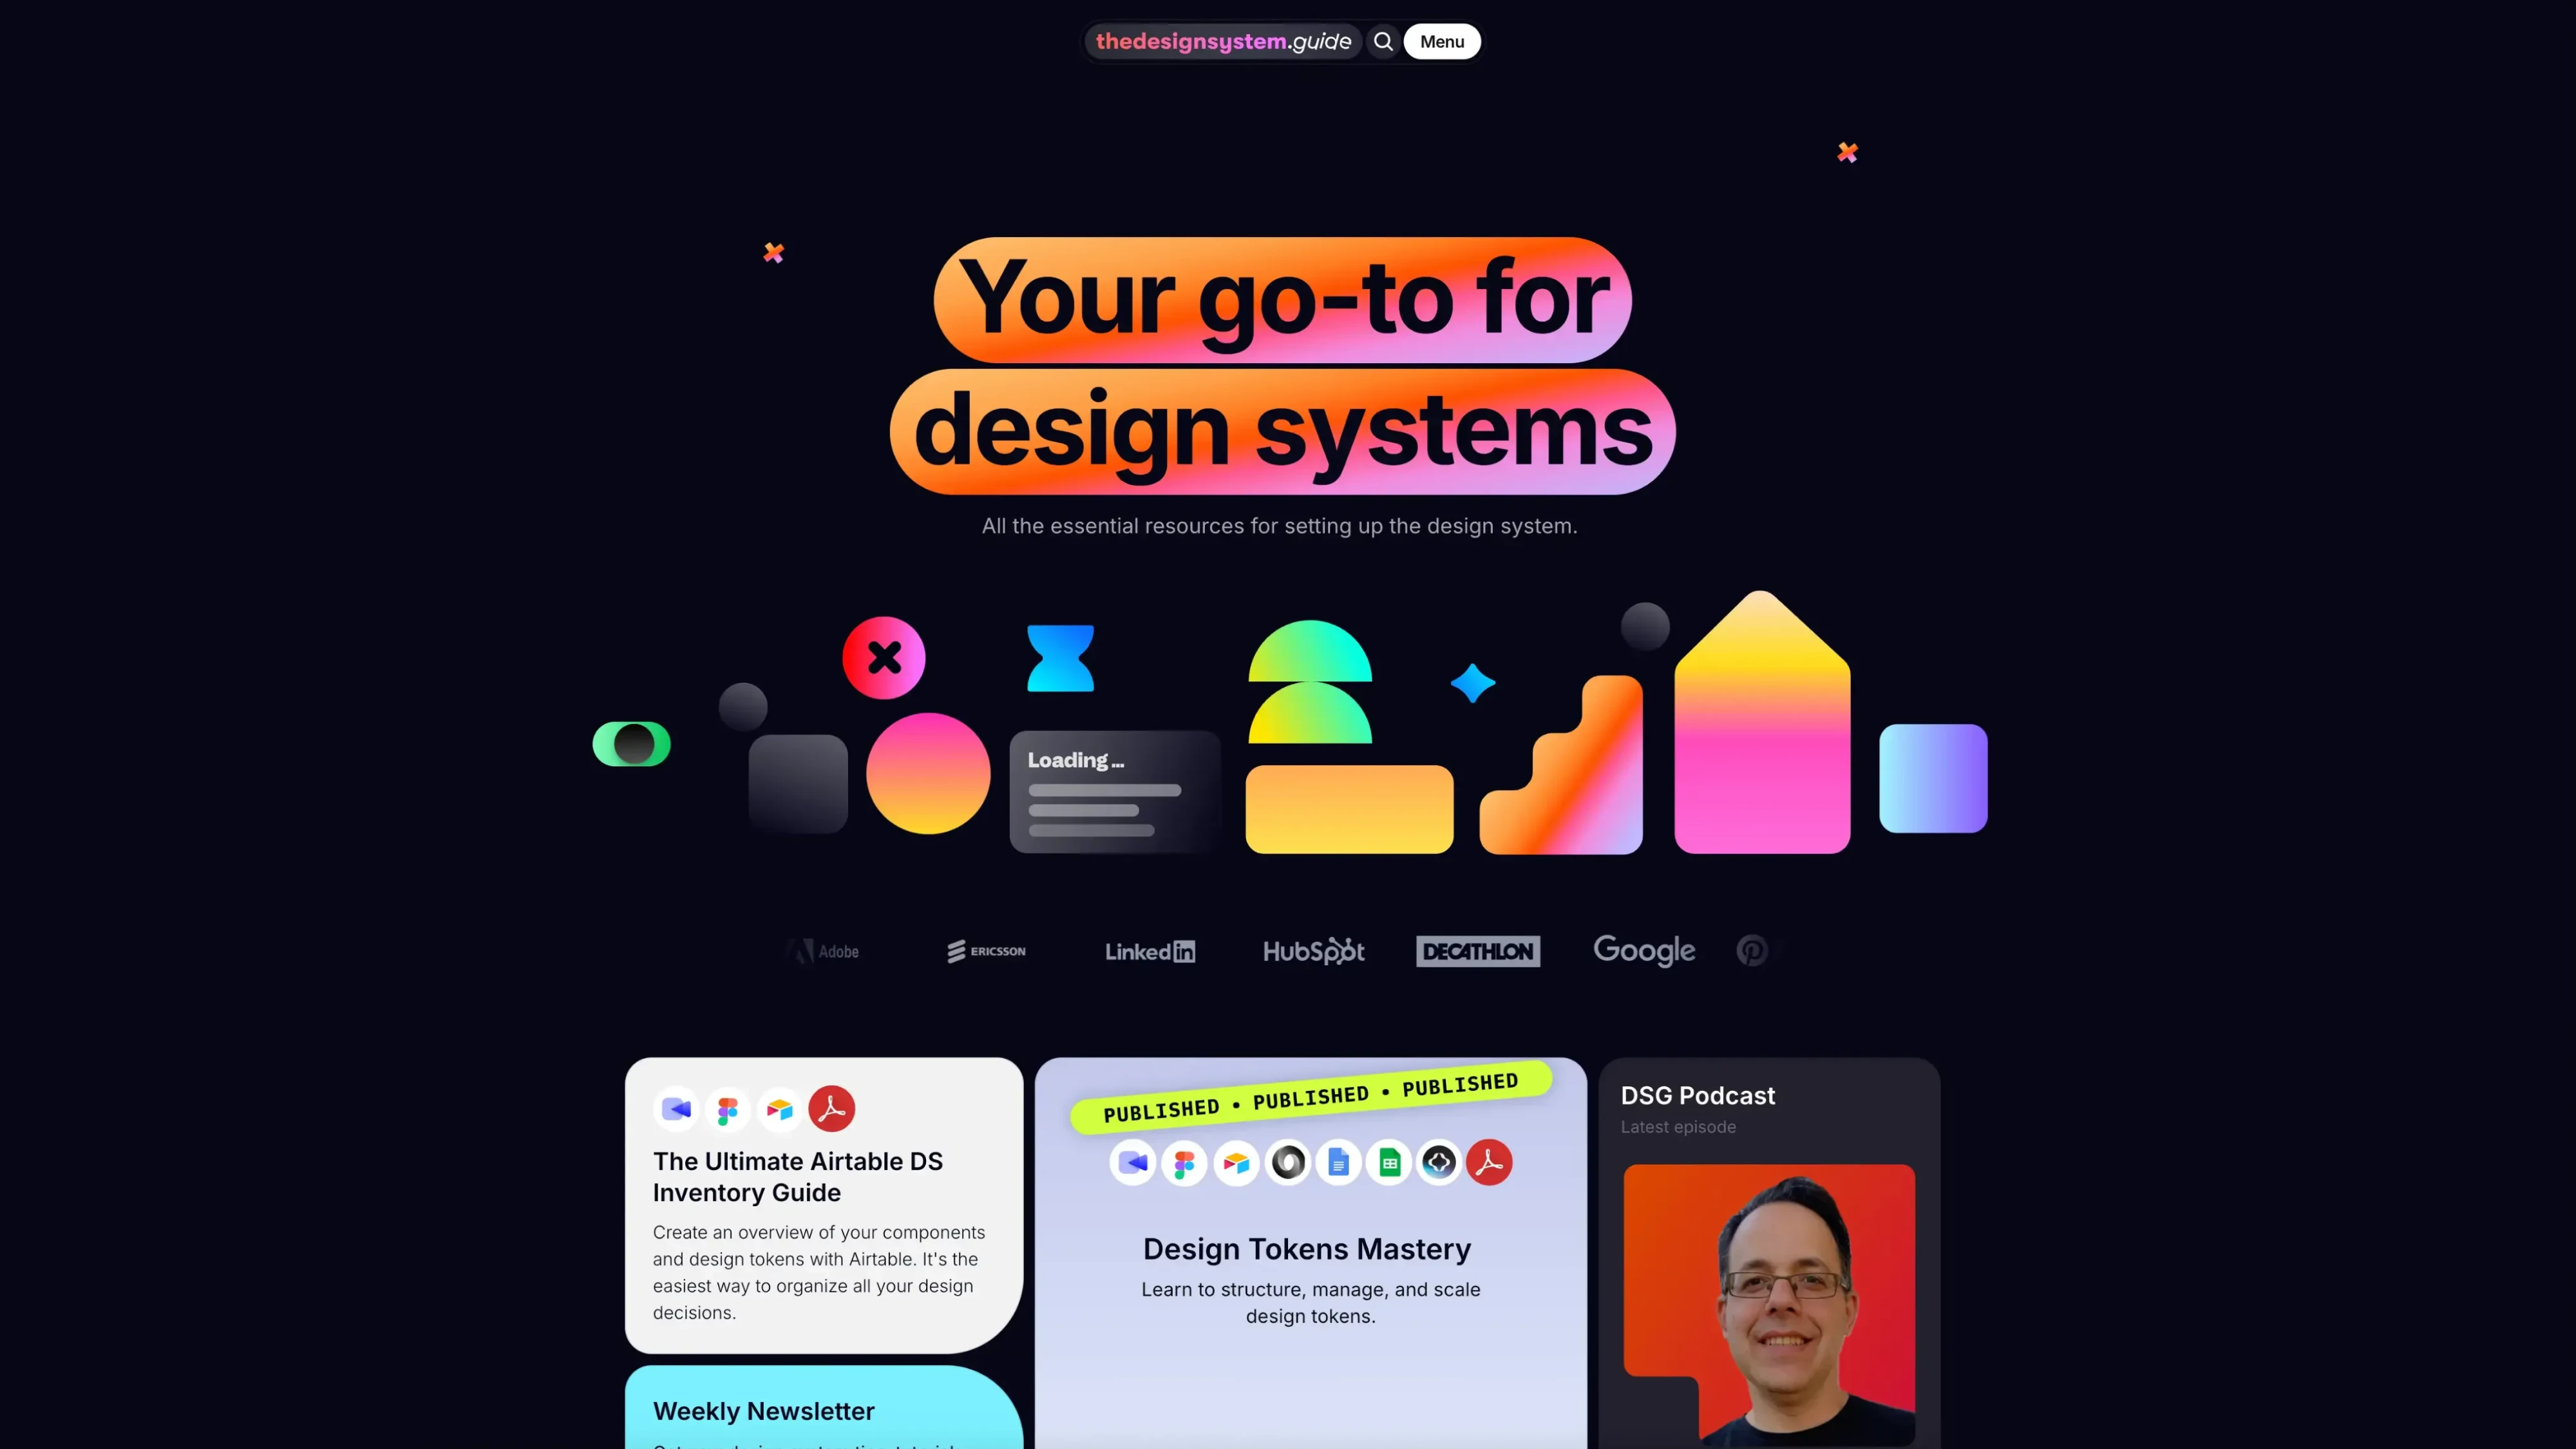 thedesignsystem.guide
Menu
Your go-to for
design systems
All the essential resources for setting up the design system.
Loading ...
Adobe
ERICSSON
Linked in
HubSpot
DECATHLON
Google
The Ultimate Airtable DS
Inventory Guide
Create an overview of your components
and design tokens with Airtable. It's the
easiest way to organize all your design
decisions.
Weekly Newsletter
PUBLISHED • PUBLISHED • PUBLISHED
Design Tokens Mastery
Learn to structure, manage, and scale
design tokens.
DSG Podcast
Latest episode